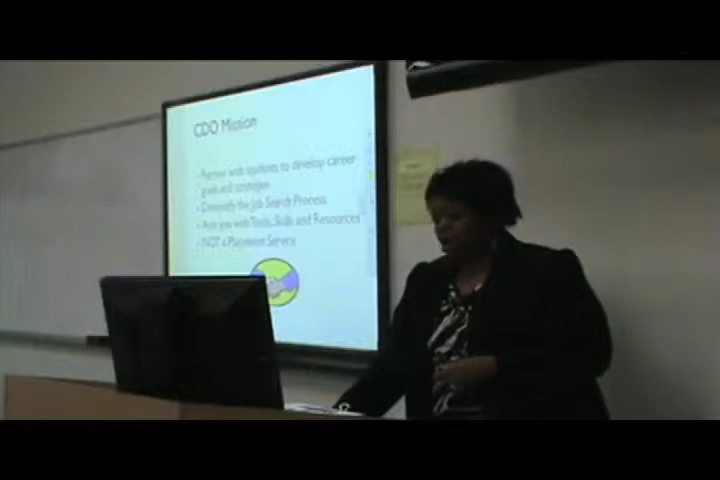 CDO Mission
Partner with students to develop career
goals and strategies
Demystify the Job Search Process
Arm you with Tools, Skills and Resources
NOT a Placement Service